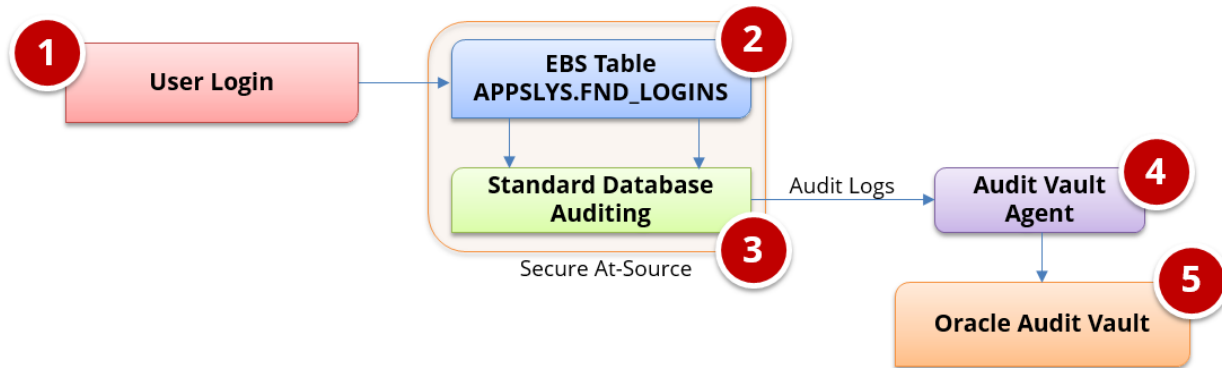 1
User Login
2
EBS Table
APPSLYS.FND_LOGINS
Standard Database
Auditing
3
Secure At-Source
Audit Logs
4
Audit Vault
Agent
5
Oracle Audit Vault